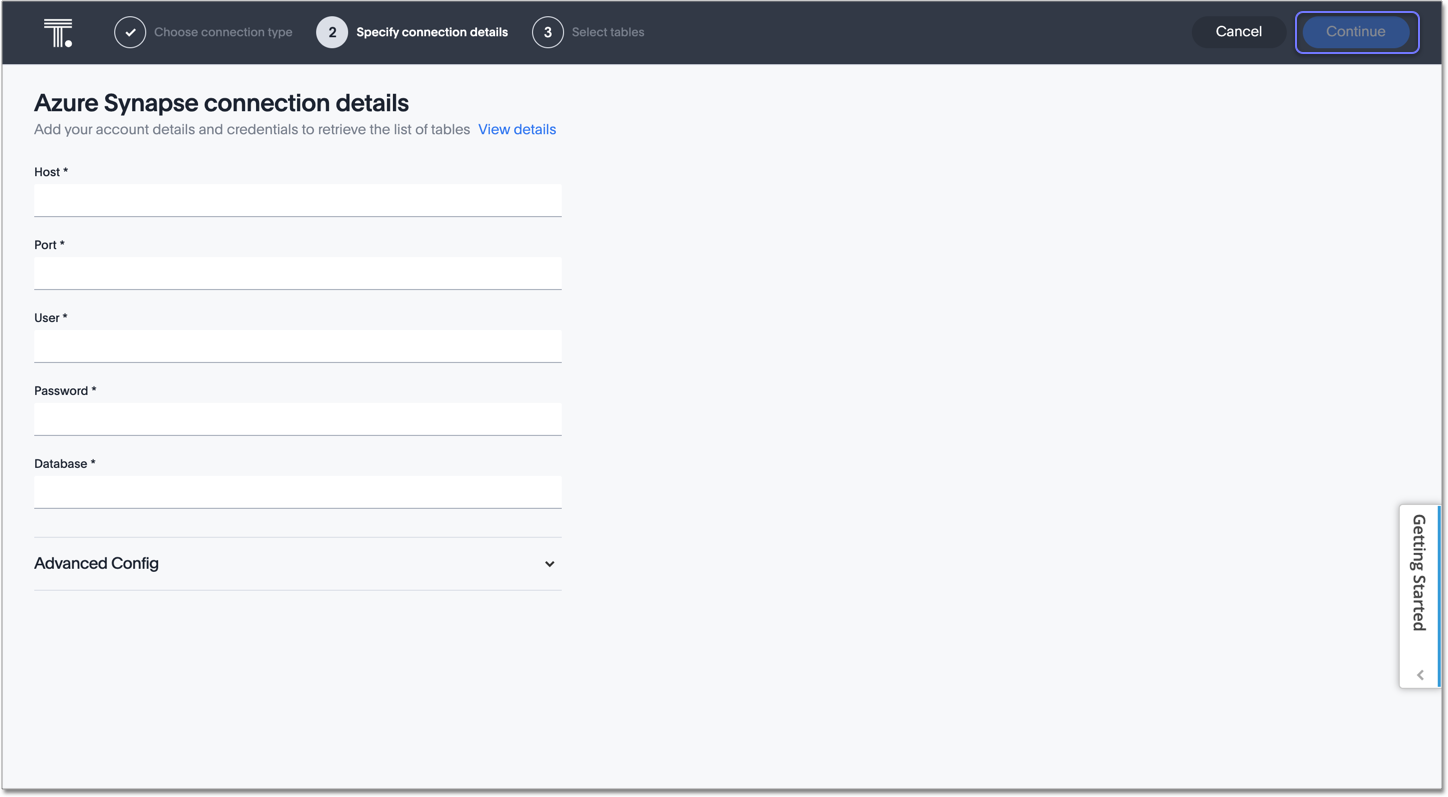 T.
Choose connection type
2
Specify connection details
3
Select tables
Cancel
Continue
Azure Synapse connection details
Add your account details and credentials to retrieve the list of tables View details
Host *
Port *
User *
Password *
Database *
Advanced Config
Getting Started